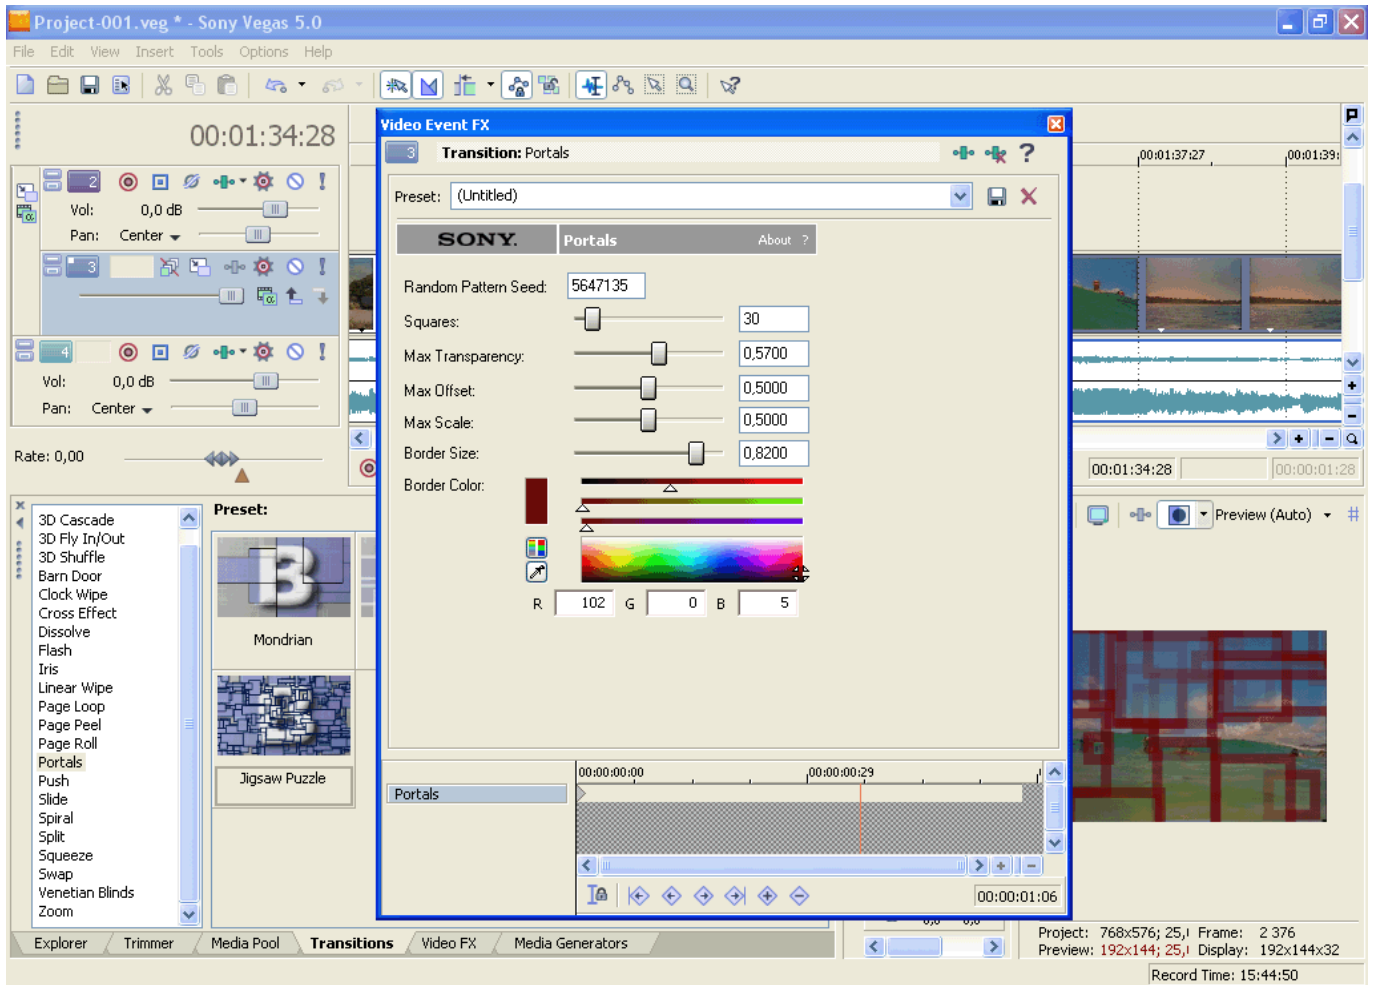 Project-001.veg * - Sony Vegas 5.0
File Edit View Insert Tools Options Help
00:01:34:28
2
Vol: 0,0 dB
Pan: Center
3
4
Vol: 0,0 dB
Pan: Center
Rate: 0,00
Video Event FX
3 Transition: Portals ?
Preset: (Untitled)
SONY. Portals About ?
Random Pattern Seed: 5647135
Squares: 30
Max Transparency: 0,5700
Max Offset: 0,5000
Max Scale: 0,5000
Border Size: 0,8200
Border Color:
R 102 G 0 B 5
00:00:00:00 00:00:00:29
Portals
00:00:01:06
00:01:37:27 00:01:39:
00:01:34:28 00:00:01:28
Preview (Auto)
3D Cascade
3D Fly In/Out
3D Shuffle
Barn Door
Clock Wipe
Cross Effect
Dissolve
Flash
Iris
Linear Wipe
Page Loop
Page Peel
Page Roll
Portals
Push
Slide
Spiral
Split
Squeeze
Swap
Venetian Blinds
Zoom
Preset:
B
Mondrian
Jigsaw Puzzle
Explorer Trimmer Media Pool Transitions Video FX Media Generators
Project: 768x576; 25,
Frame: 2 376
Preview: 192x144; 25,
Display: 192x144x32
Record Time: 15:44:50